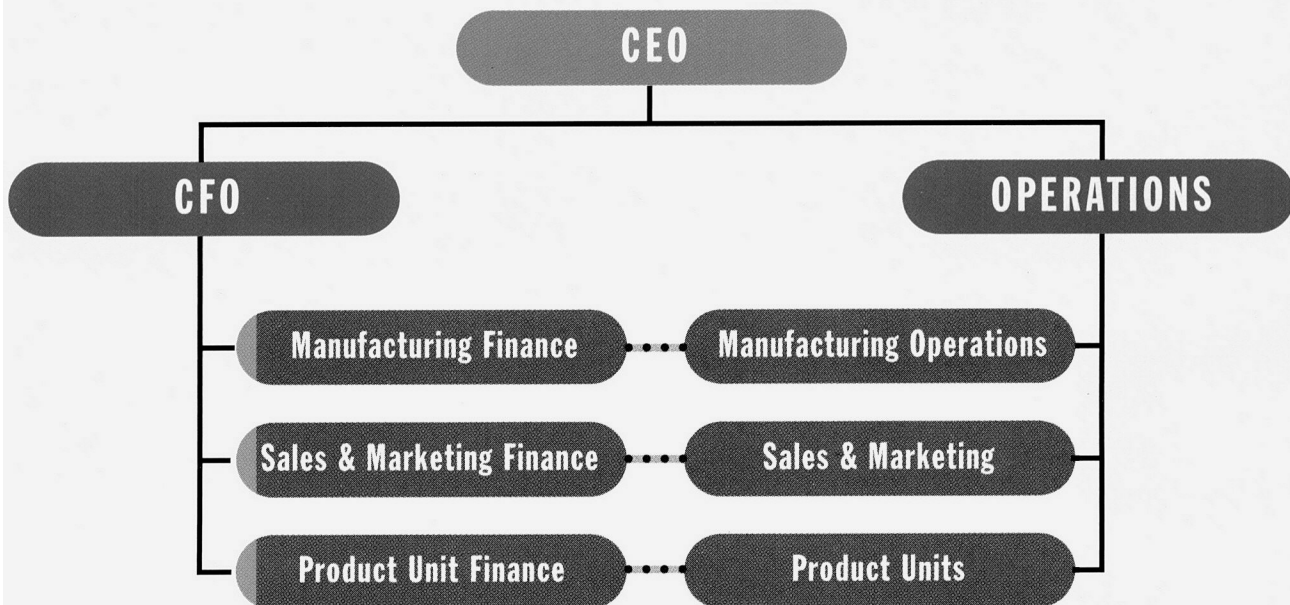 CEO
CFO
OPERATIONS
Manufacturing Finance
Manufacturing Operations
Sales & Marketing Finance
Sales & Marketing
Product Unit Finance
Product Units